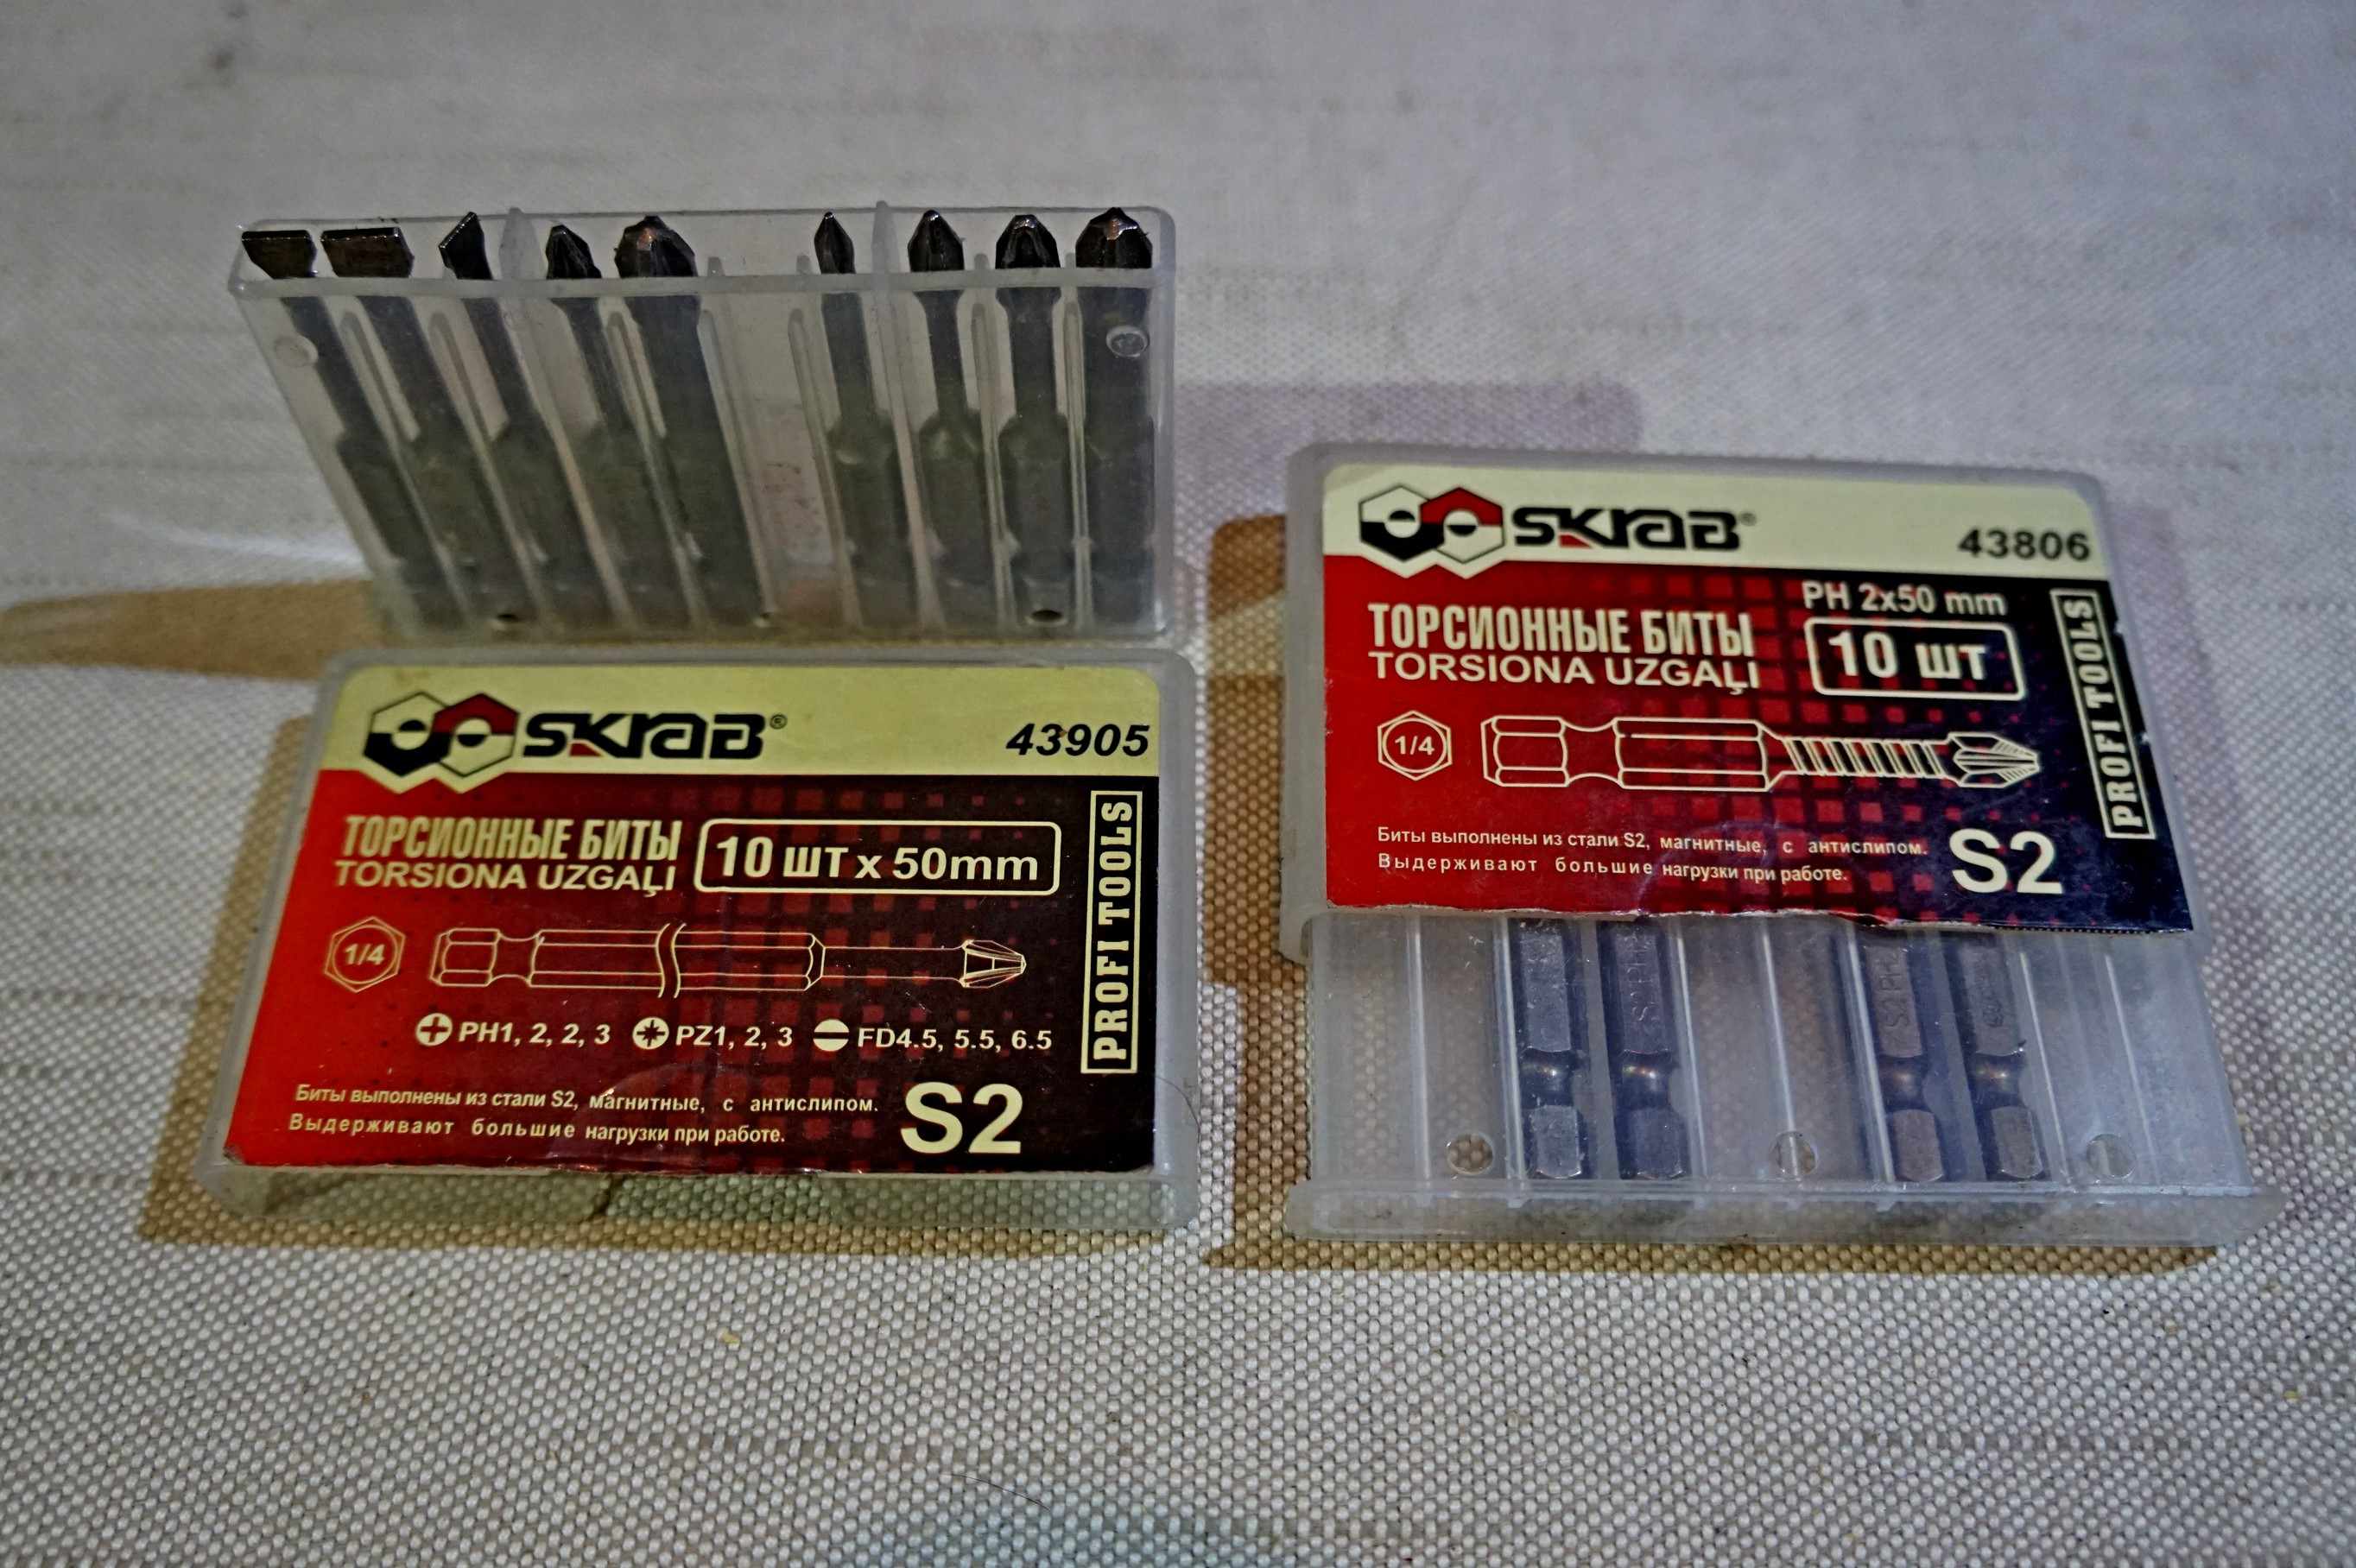 SKRAB®
43905
ТОРСИОННЫЕ БИТЫ
TORSIONA UZGAĻI
10 ШТ x 50mm
1/4
PH1, 2, 2, 3 PZ1, 2, 3 FD4.5, 5.5, 6.5
Биты выполнены из стали S2, магнитные, с антислипом.
Выдерживают большие нагрузки при работе.
S2
PROFI TOOLS
SKRAB®
43806
PH 2x50 mm
ТОРСИОННЫЕ БИТЫ
TORSIONA UZGAĻI
10 ШТ
1/4
Биты выполнены из стали S2, магнитные, с антислипом.
Выдерживают большие нагрузки при работе.
S2
PROFI TOOLS